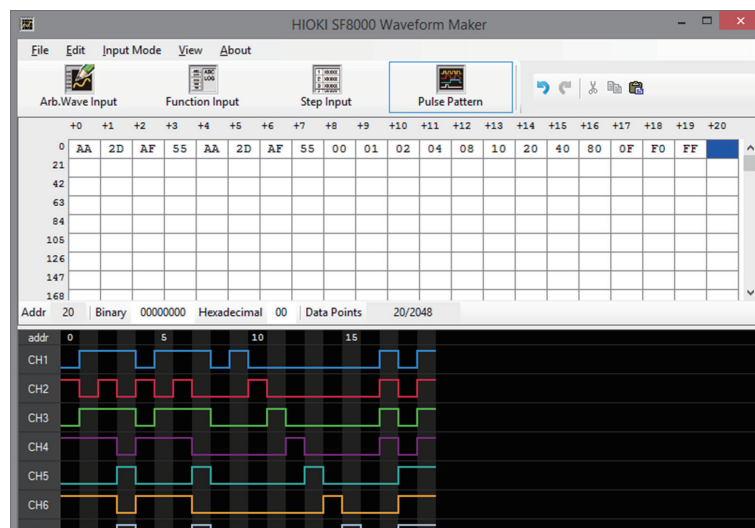 HIOKI SF8000 Waveform Maker
File Edit Input Mode View About
Arb.Wave Input Function Input Step Input Pulse Pattern
+0 +1 +2 +3 +4 +5 +6 +7 +8 +9 +10 +11 +12 +13 +14 +15 +16 +17 +18 +19 +20
0 AA 2D AF 55 AA 2D AF 55 00 01 02 04 08 10 20 40 80 0F F0 FF
21
42
63
84
105
126
147
168
Addr 20 Binary 00000000 Hexadecimal 00 Data Points 20/2048
addr 0 5 10 15
CH1
CH2
CH3
CH4
CH5
CH6